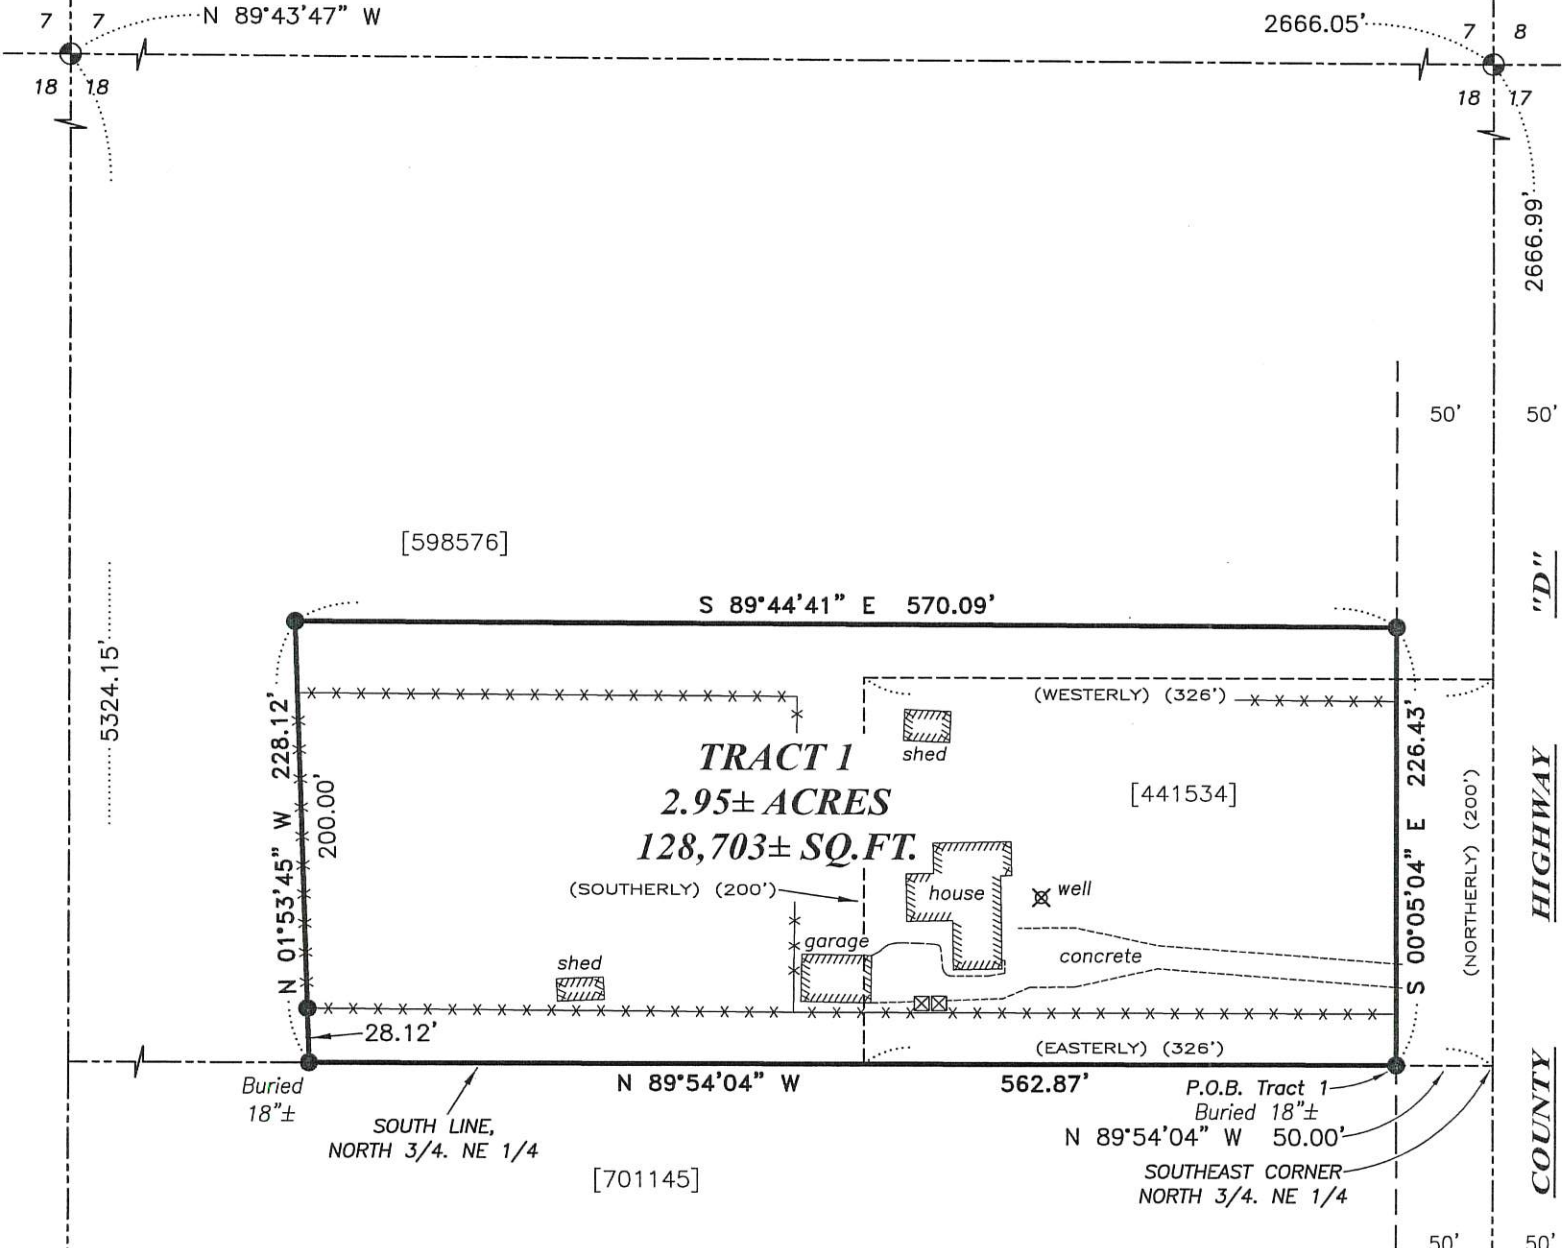 7 7
N 89°43'47" W
2666.05'
7 8
18 18
18 17
2666.99'
50' 50'
[598576]
"D"
S 89°44'41" E 570.09'
5324.15'
N 01°53'45" W 228.12'
200.00'
(WESTERLY) (326')
shed
TRACT 1
2.95± ACRES
128,703± SQ.FT.
[441534]
S 00°05'04" E 226.43'
(NORTHERLY) (200')
HIGHWAY
(SOUTHERLY) (200')
house
well
garage
concrete
shed
28.12'
(EASTERLY) (326')
Buried
18"±
N 89°54'04" W 562.87'
P.O.B. Tract 1
Buried 18"±
N 89°54'04" W 50.00'
SOUTH LINE,
NORTH 3/4. NE 1/4
SOUTHEAST CORNER
NORTH 3/4. NE 1/4
COUNTY
[701145]
50' 50'